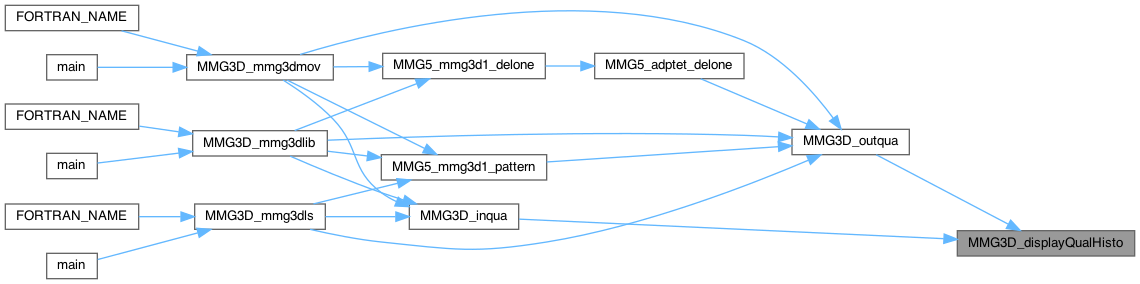 FORTRAN_NAME
main
MMG3D_mmg3dmov
MMG5_mmg3d1_delone
MMG5_adptet_delone
FORTRAN_NAME
main
MMG3D_mmg3dlib
MMG5_mmg3d1_pattern
MMG3D_outqua
FORTRAN_NAME
main
MMG3D_mmg3dls
MMG3D_inqua
MMG3D_displayQualHisto